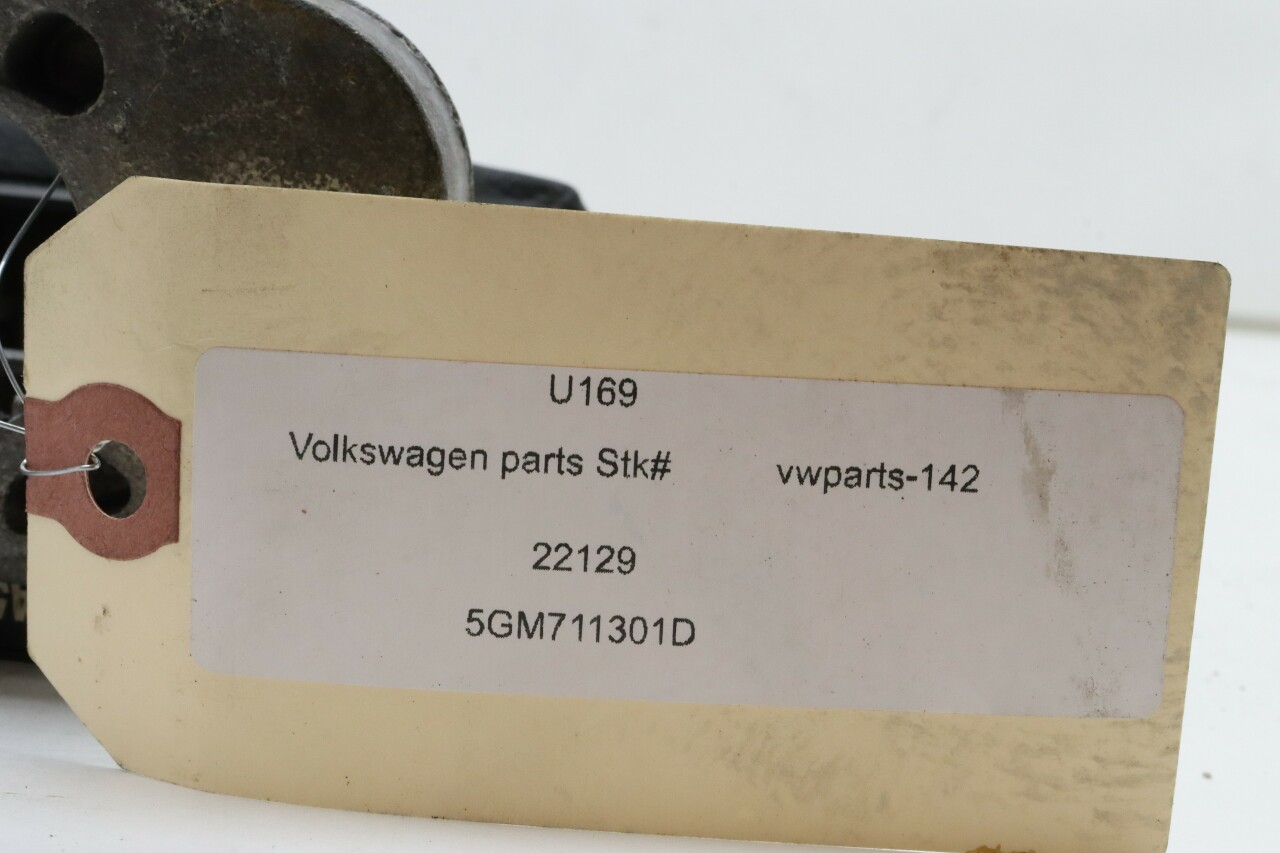 U169
Volkswagen parts Stk# vwparts-142
22129
5GM711301D